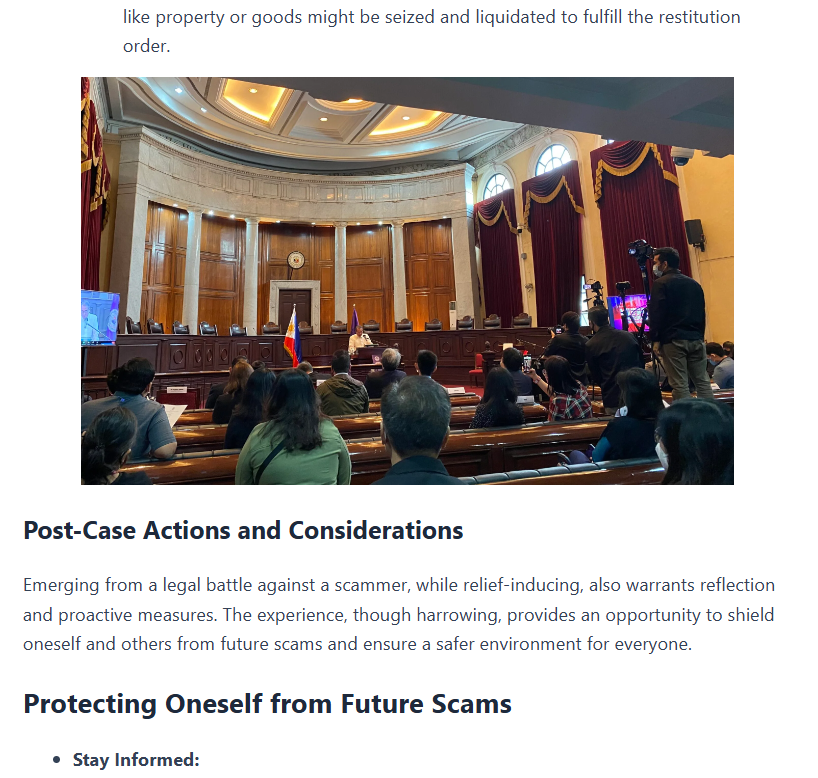 like property or goods might be seized and liquidated to fulfill the restitution
order.
Post-Case Actions and Considerations
Emerging from a legal battle against a scammer, while relief-inducing, also warrants reflection
and proactive measures. The experience, though harrowing, provides an opportunity to shield
oneself and others from future scams and ensure a safer environment for everyone.
Protecting Oneself from Future Scams
• Stay Informed: